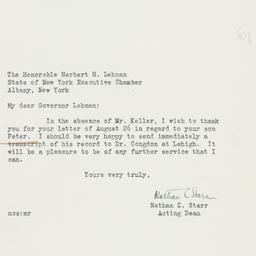 The Honorable Herbert H. Lehman
State of New York Executive Chamber
Albany, New York
My dear Governor Lehman:
In the absence of Mr. Keller, I wish to thank
you for your letter of August 26 in regard to your son
Peter. I should be very happy to send immediately a
transcript of his record to Dr. Congdon at Lehigh. It
will be a pleasure to be of any further service that I
can.
Yours very truly,
Nathan C. Starr
Nathan C. Starr
Acting Dean
ncs:mr